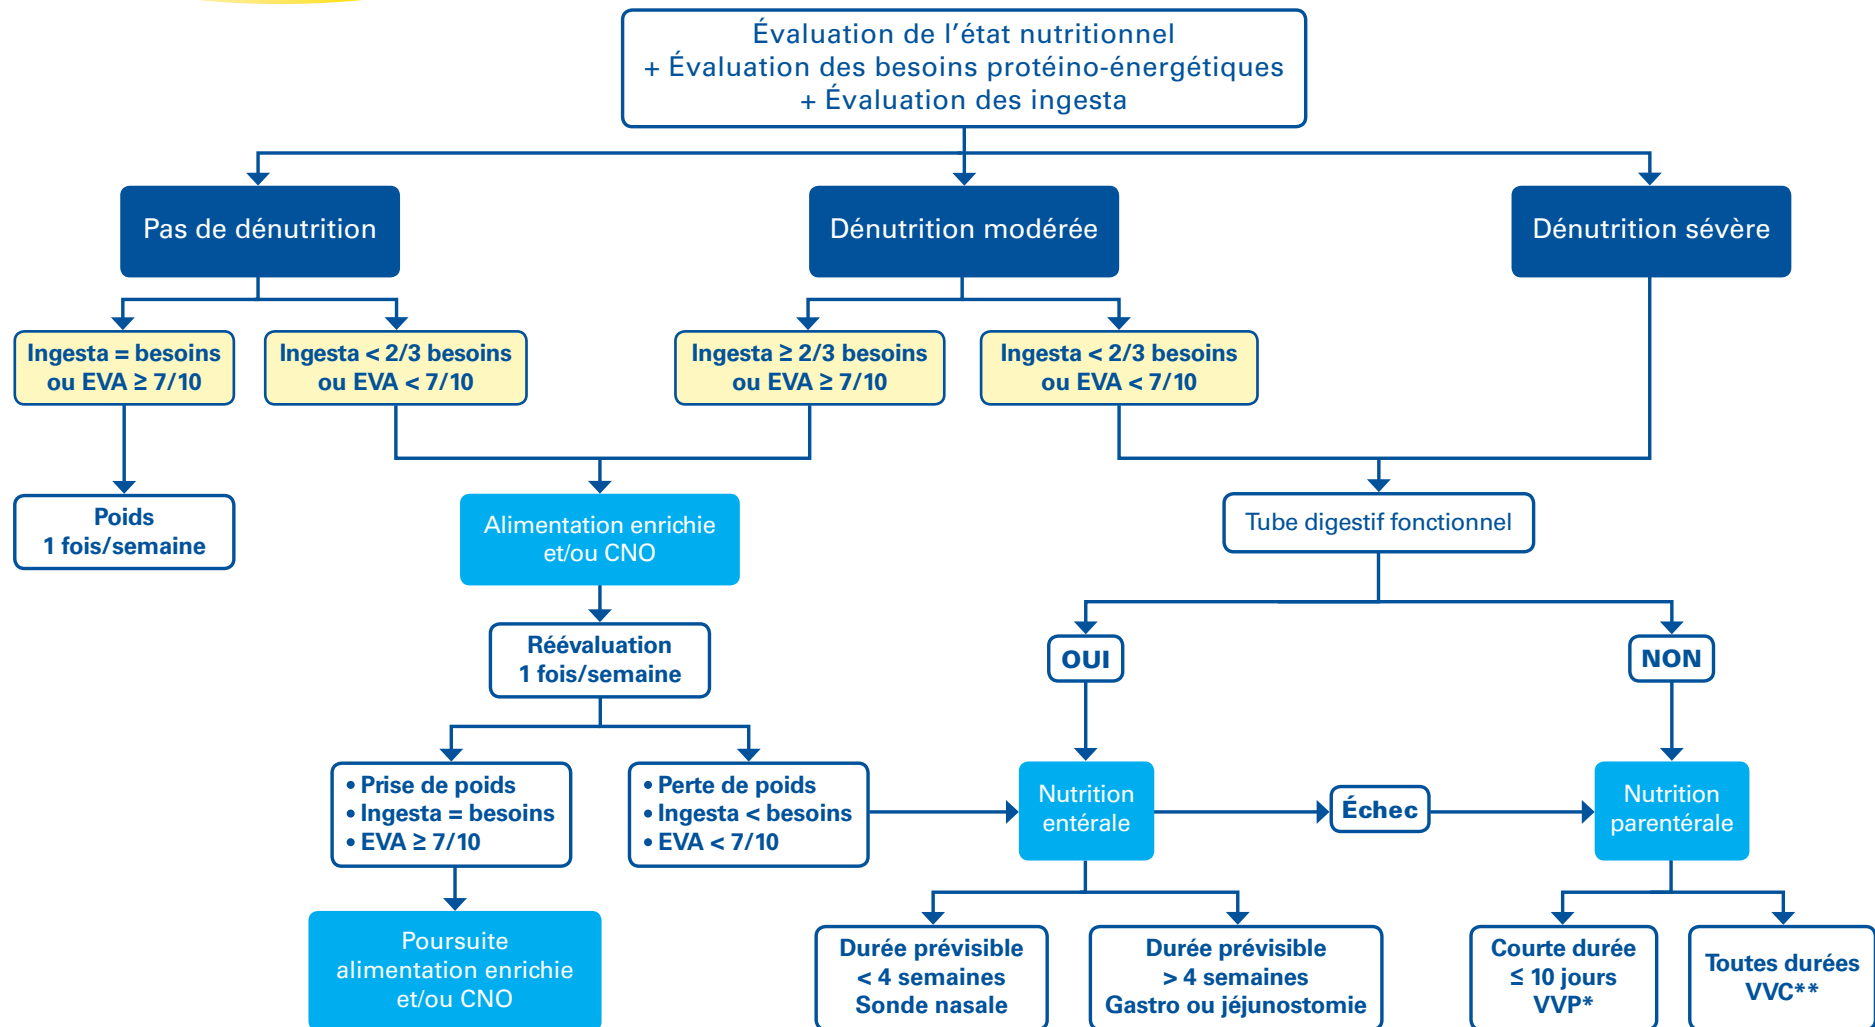 Évaluation de l'état nutritionnel
+ Évaluation des besoins protéino-énergétiques
+ Évaluation des ingesta
Pas de dénutrition
Dénutrition modérée
Dénutrition sévère
Ingesta = besoins
ou EVA ≥ 7/10
Ingesta < 2/3 besoins
ou EVA < 7/10
Ingesta ≥ 2/3 besoins
ou EVA ≥ 7/10
Ingesta < 2/3 besoins
ou EVA < 7/10
Poids
1 fois/semaine
Alimentation enrichie
et/ou CNO
Tube digestif fonctionnel
Réévaluation
1 fois/semaine
OUI
NON
• Prise de poids
• Ingesta = besoins
• EVA ≥ 7/10
• Perte de poids
• Ingesta < besoins
• EVA < 7/10
Nutrition
entérale
Échec
Nutrition
parentérale
Poursuite
alimentation enrichie
et/ou CNO
Durée prévisible
< 4 semaines
Sonde nasale
Durée prévisible
> 4 semaines
Gastro ou jéjunostomie
Courte durée
≤ 10 jours
VVP*
Toutes durées
VVC**